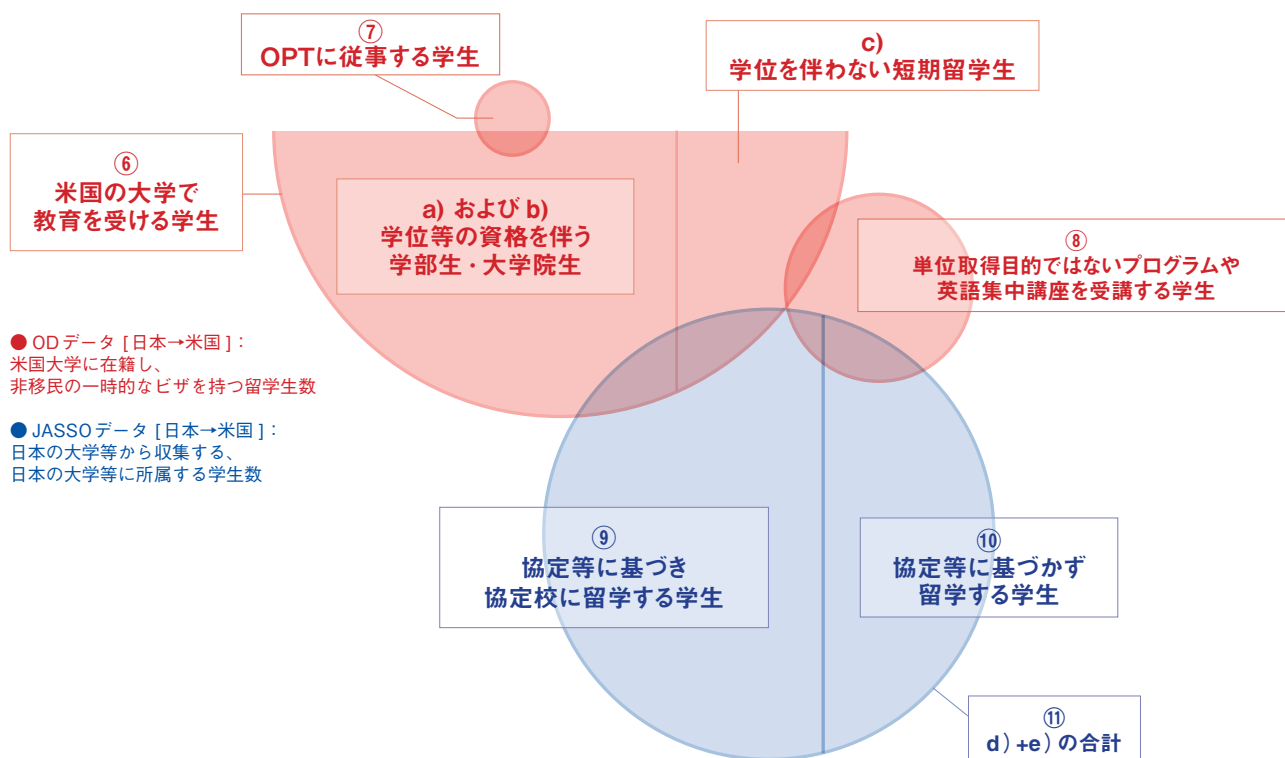 ⑦
OPTに従事する学生
c)
学位を伴わない短期留学生
⑥
米国の大学で
教育を受ける学生
a) および b)
学位等の資格を伴う
学部生・大学院生
⑧
単位取得目的ではないプログラムや
英語集中講座を受講する学生
● ODデータ [日本→米国]：
米国大学に在籍し、
非移民の一時的なビザを持つ留学生数
● JASSOデータ [日本→米国]：
日本の大学等から収集する、
日本の大学等に所属する学生数
⑨
協定等に基づき
協定校に留学する学生
⑩
協定等に基づかず
留学する学生
⑪
d）+e）の合計